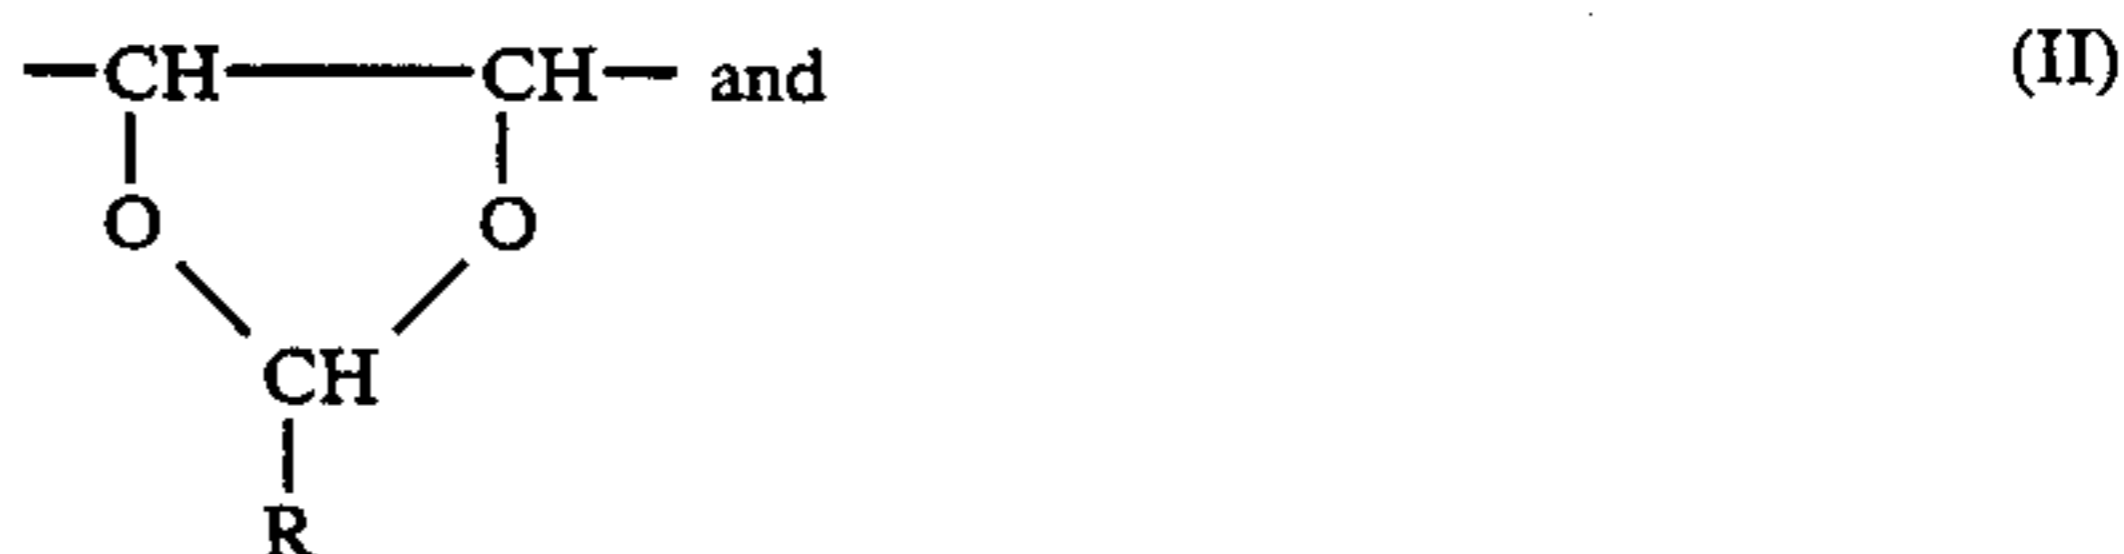 —CH——CH— and (II)
O O
CH
R